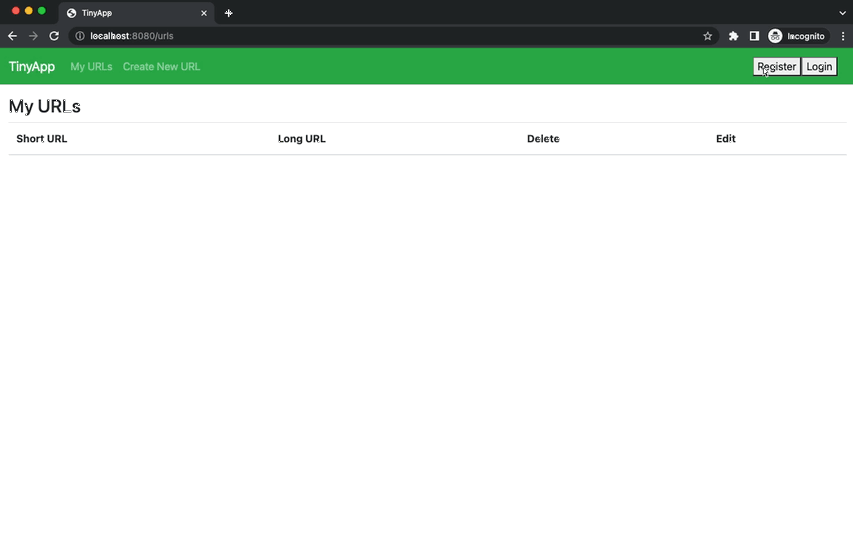 TinyApp
localhost:8080/urls
Incognito
TinyApp My URLs Create New URL Register Login
My URLs
Short URL Long URL Delete Edit